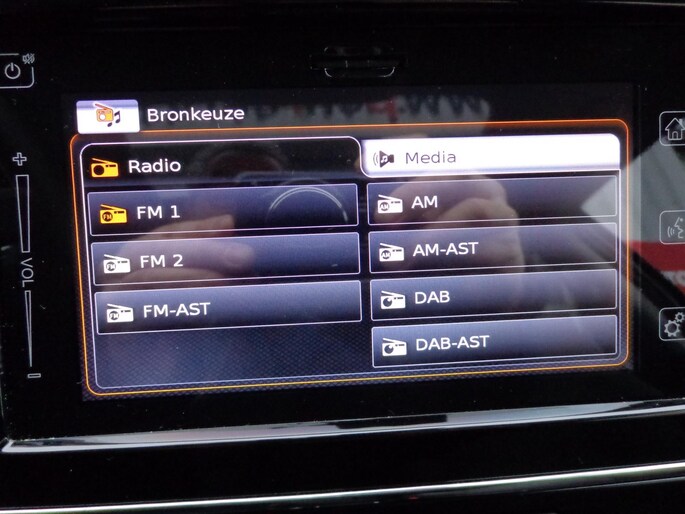 Bronkeuze
Radio
Media
FM 1
AM
FM 2
AM-AST
FM-AST
DAB
DAB-AST
VOL